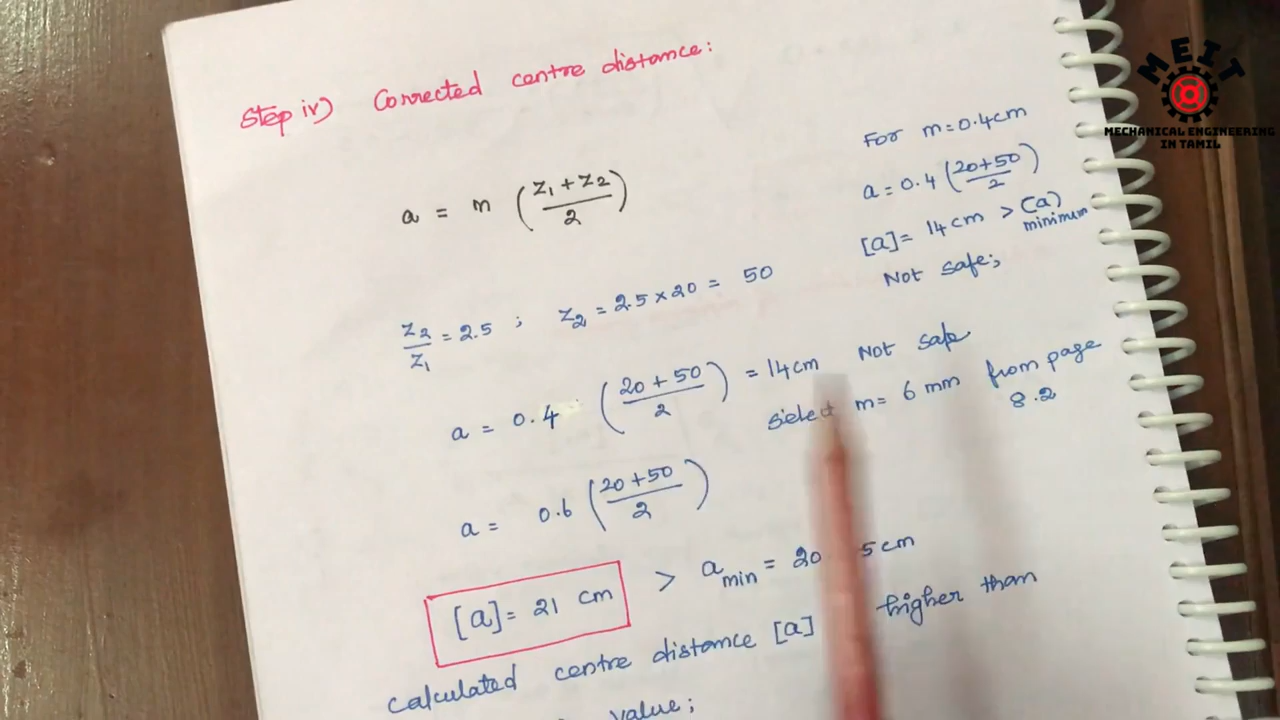 Step iv) Corrected centre distance:
a = m (Z1 + Z2 / 2)
For m=0.4cm
a = 0.4 (20+50 / 2)
[a] = 14 cm > (a) minimum
Not safe;
Z2 / Z1 = 2.5 ; Z2 = 2.5 x 20 = 50
a = 0.4 (20 + 50 / 2) = 14cm Not safe
select m= 6 mm from page 8.2
a = 0.6 (20 + 50 / 2)
[a] = 21 cm > a min = 20 5cm
calculated centre distance [a] higher than
value;
MEIT
MECHANICAL ENGINEERING
IN TAMIL